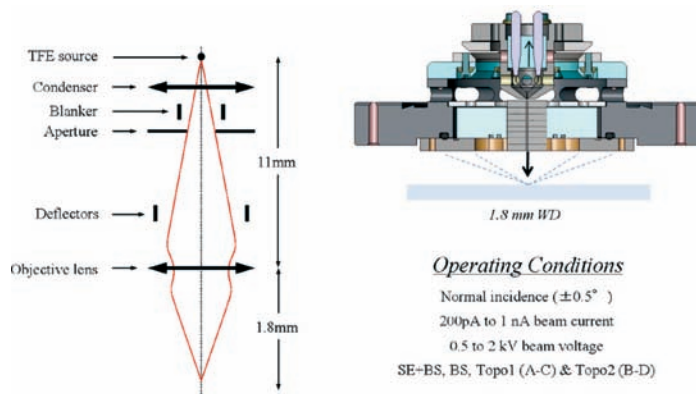 TFE source
Condenser
Blanker
Aperture
11mm
Deflectors
Objective lens
1.8mm
1.8 mm WD
Operating Conditions
Normal incidence (±0.5°)
200pA to 1 nA beam current
0.5 to 2 kV beam voltage
SE+BS, BS, Topo1 (A-C) & Topo2 (B-D)